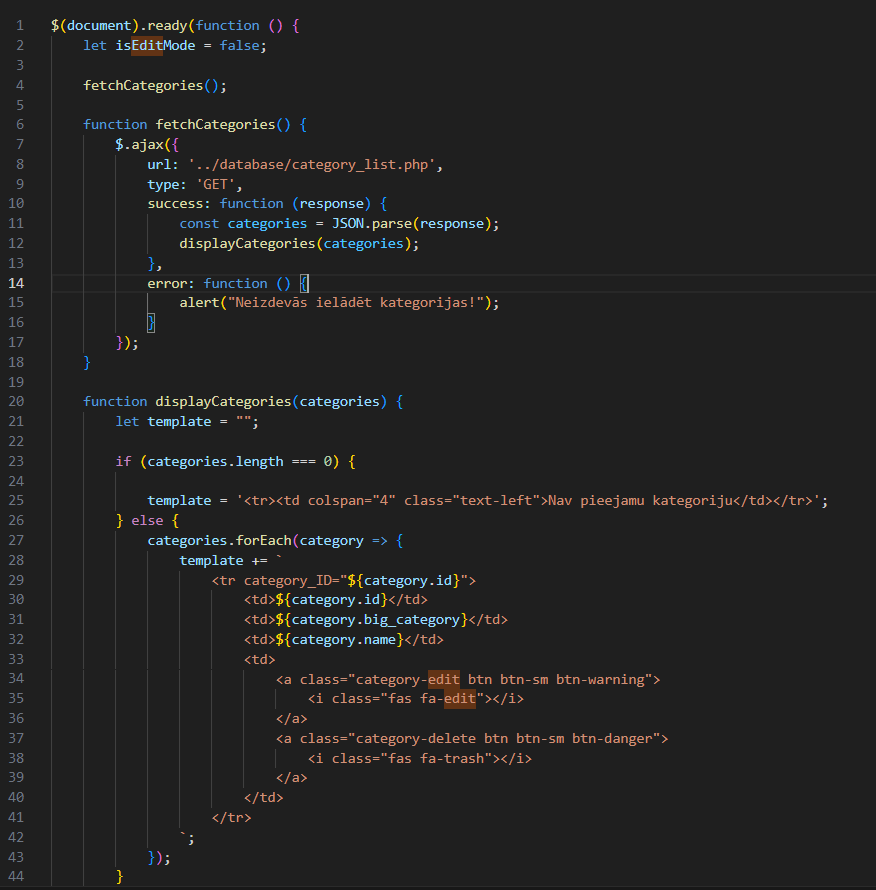 1 $(document).ready(function () {
2     let isEditMode = false;
3
4     fetchCategories();
5
6     function fetchCategories() {
7         $.ajax({
8             url: '../database/category_list.php',
9             type: 'GET',
10             success: function (response) {
11                 const categories = JSON.parse(response);
12                 displayCategories(categories);
13             },
14             error: function () {
15                 alert("Neizdevās ielādēt kategorijas!");
16             }
17         });
18     }
19
20     function displayCategories(categories) {
21         let template = "";
22
23         if (categories.length === 0) {
24
25             template = '<tr><td colspan="4" class="text-left">Nav pieejamu kategoriju</td></tr>';
26         } else {
27             categories.forEach(category => {
28                 template += `
29                     <tr category_ID="${category.id}">
30                         <td>${category.id}</td>
31                         <td>${category.big_category}</td>
32                         <td>${category.name}</td>
33                         <td>
34                             <a class="category-edit btn btn-sm btn-warning">
35                                 <i class="fas fa-edit"></i>
36                             </a>
37                             <a class="category-delete btn btn-sm btn-danger">
38                                 <i class="fas fa-trash"></i>
39                             </a>
40                         </td>
41                     </tr>
42                 `;
43             });
44         }